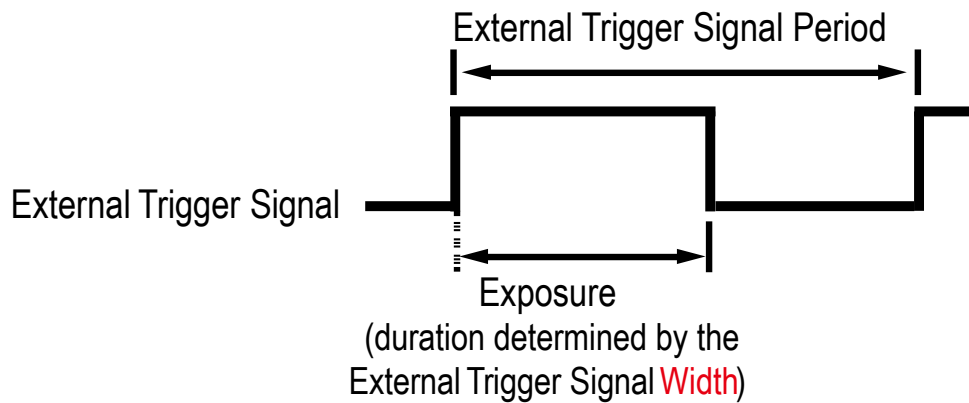 External Trigger Signal Period
External Trigger Signal
Exposure
(duration determined by the
External Trigger Signal Width)